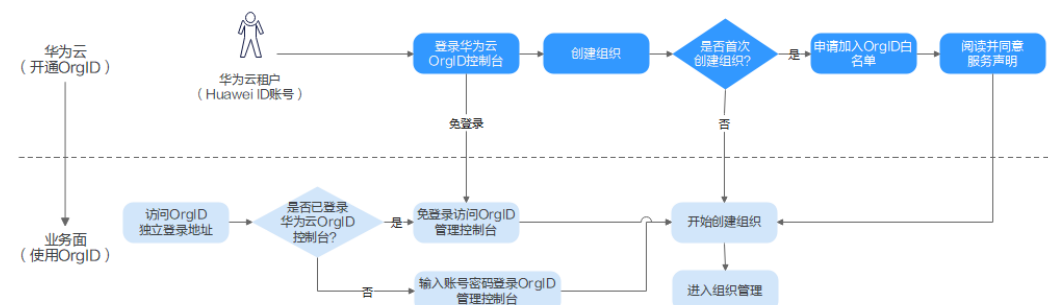 华为云
（开通OrgID）
华为云租户
（Huawei ID账号）
登录华为云
OrgID控制台
创建组织
是否首次
创建组织?
是
申请加入OrgID白
名单
阅读并同意
服务声明
免登录
否
访问OrgID
独立登录地址
是否已登录
华为云OrgID
控制台?
是
免登录访问OrgID
管理控制台
开始创建组织
业务面
（使用OrgID）
否
输入账号密码登录OrgID
管理控制台
进入组织管理